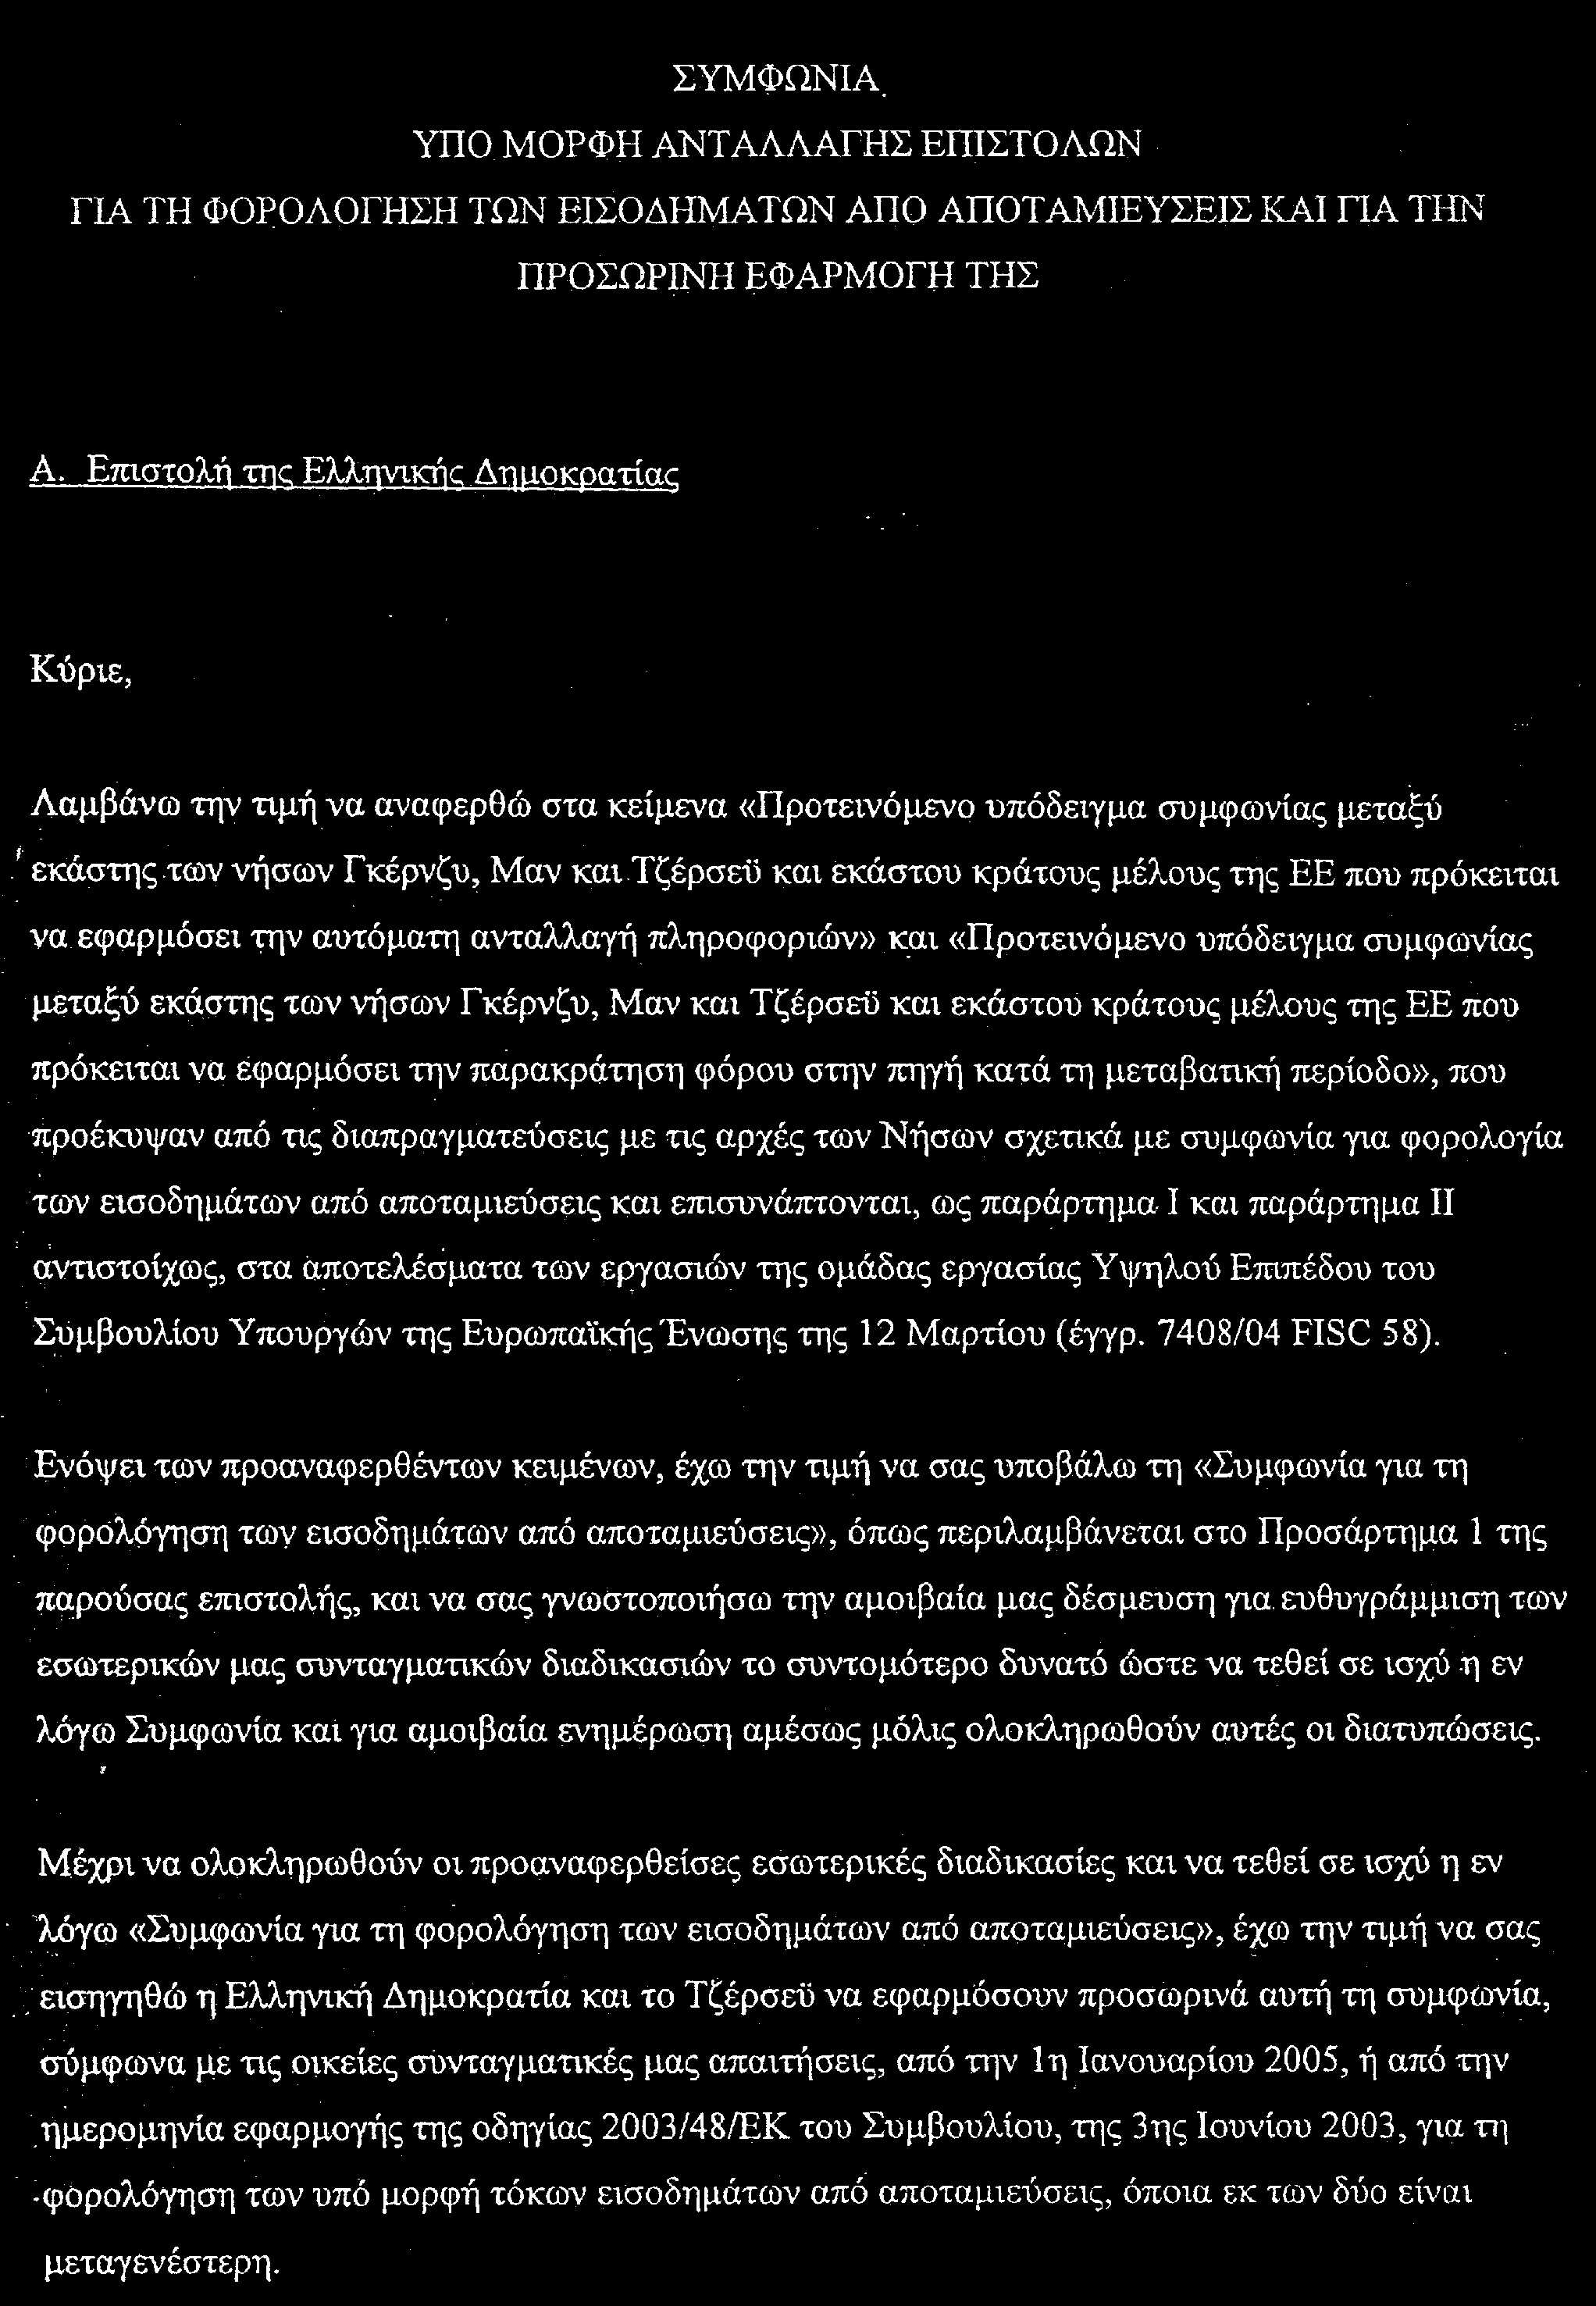 ΣΥΜΦΩΝΙΑ
ΥΠΟ ΜΟΡΦΗ ΑΝΤΑΛΛΑΓΗΣ ΕΠΙΣΤΟΛΩΝ
ΓΙΑ ΤΗ ΦΟΡΟΛΟΓΗΣΗ ΤΩΝ ΕΙΣΟΔΗΜΑΤΩΝ ΑΠΟ ΑΠΟΤΑΜΙΕΥΣΕΙΣ ΚΑΙ ΓΙΑ ΤΗΝ
ΠΡΟΣΩΡΙΝΗ ΕΦΑΡΜΟΓΗ ΤΗΣ
Α. Επιστολή της Ελληνικής Δημοκρατίας
Κύριε,
Λαμβάνω την τιμή να αναφερθώ στα κείμενα «Προτεινόμενο υπόδειγμα συμφωνίας μεταξύ
εκάστης των νήσων Γκέρνζυ, Μαν και Τζέρσεϋ και εκάστου κράτους μέλους της ΕΕ που πρόκειται
να εφαρμόσει την αυτόματη ανταλλαγή πληροφοριών» και «Προτεινόμενο υπόδειγμα συμφωνίας
μεταξύ εκάστης των νήσων Γκέρνζυ, Μαν και Τζέρσεϋ και εκάστου κράτους μέλους της ΕΕ που
πρόκειται να εφαρμόσει την παρακράτηση φόρου στην πηγή κατά τη μεταβατική περίοδο», που
προέκυψαν από τις διαπραγματεύσεις με τις αρχές των Νήσων σχετικά με συμφωνία για φορολογία
των εισοδημάτων από αποταμιεύσεις και επισυνάπτονται, ως παράρτημα Ι και παράρτημα ΙΙ
αντιστοίχως, στα αποτελέσματα των εργασιών της ομάδας εργασίας Υψηλού Επιπέδου του
Συμβουλίου Υπουργών της Ευρωπαϊκής Ένωσης της 12 Μαρτίου (έγγρ. 7408/04 FISC 58).
Ενόψει των προαναφερθέντων κειμένων, έχω την τιμή να σας υποβάλω τη «Συμφωνία για τη
φορολόγηση των εισοδημάτων από αποταμιεύσεις», όπως περιλαμβάνεται στο Προσάρτημα 1 της
παρούσας επιστολής, και να σας γνωστοποιήσω την αμοιβαία μας δέσμευση για ευθυγράμμιση των
εσωτερικών μας συνταγματικών διαδικασιών το συντομότερο δυνατό ώστε να τεθεί σε ισχύ η εν
λόγω Συμφωνία και για αμοιβαία ενημέρωση αμέσως μόλις ολοκληρωθούν αυτές οι διατυπώσεις.
Μέχρι να ολοκληρωθούν οι προαναφερθείσες εσωτερικές διαδικασίες και να τεθεί σε ισχύ η εν
λόγω «Συμφωνία για τη φορολόγηση των εισοδημάτων από αποταμιεύσεις», έχω την τιμή να σας
εισηγηθώ η Ελληνική Δημοκρατία και το Τζέρσεϋ να εφαρμόσουν προσωρινά αυτή τη συμφωνία,
σύμφωνα με τις οικείες συνταγματικές μας απαιτήσεις, από την 1η Ιανουαρίου 2005, ή από την
ημερομηνία εφαρμογής της οδηγίας 2003/48/ΕΚ του Συμβουλίου, της 3ης Ιουνίου 2003, για τη
φορολόγηση των υπό μορφή τόκων εισοδημάτων από αποταμιεύσεις, όποια εκ των δύο είναι
μεταγενέστερη.